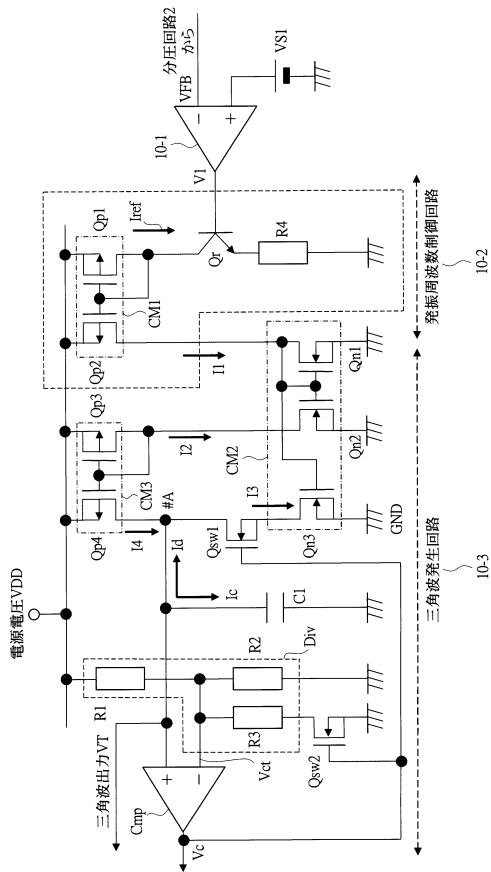 分圧回路2
から
VFB
VS1
10-1
−
+
V1
Qp1
Iref
Qr
R4
CM1
Qp2
I1
発振周波数制御回路
10-2
Qp3
I2
CM2
Qn1
Qn2
CM3
#A
Qp4
I4
I3
Qsw1
Qn3
GND
Id
Ic
C1
電源電圧VDD
三角波発生回路
10-3
R1
R2
R3
Div
三角波出力VT
+
−
Cmp
Vct
Qsw2
Vc